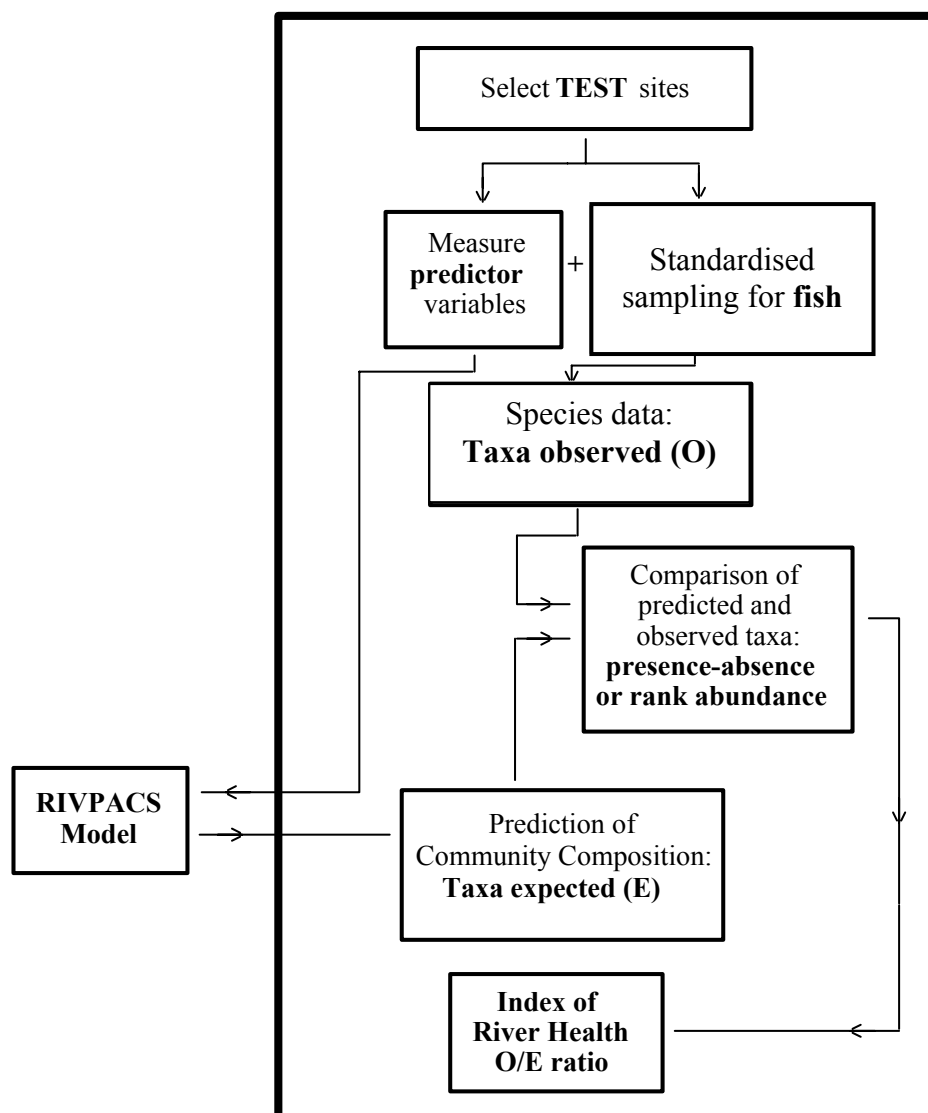 Select TEST sites
Measure
predictor
variables
+
Standardised
sampling for fish
Species data:
Taxa observed (O)
Comparison of
predicted and
observed taxa:
presence-absence
or rank abundance
RIVPACS
Model
Prediction of
Community Composition:
Taxa expected (E)
Index of
River Health
O/E ratio